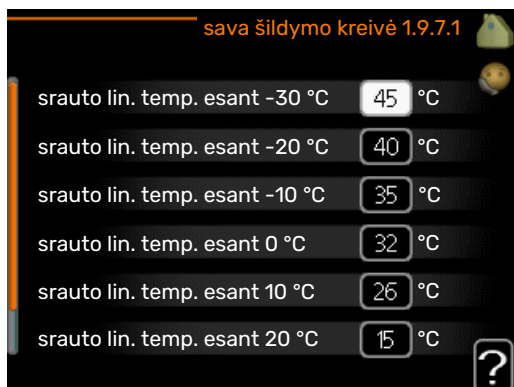 sava šildymo kreivė 1.9.7.1
srauto lin. temp. esant -30 °C 45 °C
srauto lin. temp. esant -20 °C 40 °C
srauto lin. temp. esant -10 °C 35 °C
srauto lin. temp. esant 0 °C 32 °C
srauto lin. temp. esant 10 °C 26 °C
srauto lin. temp. esant 20 °C 15 °C
?